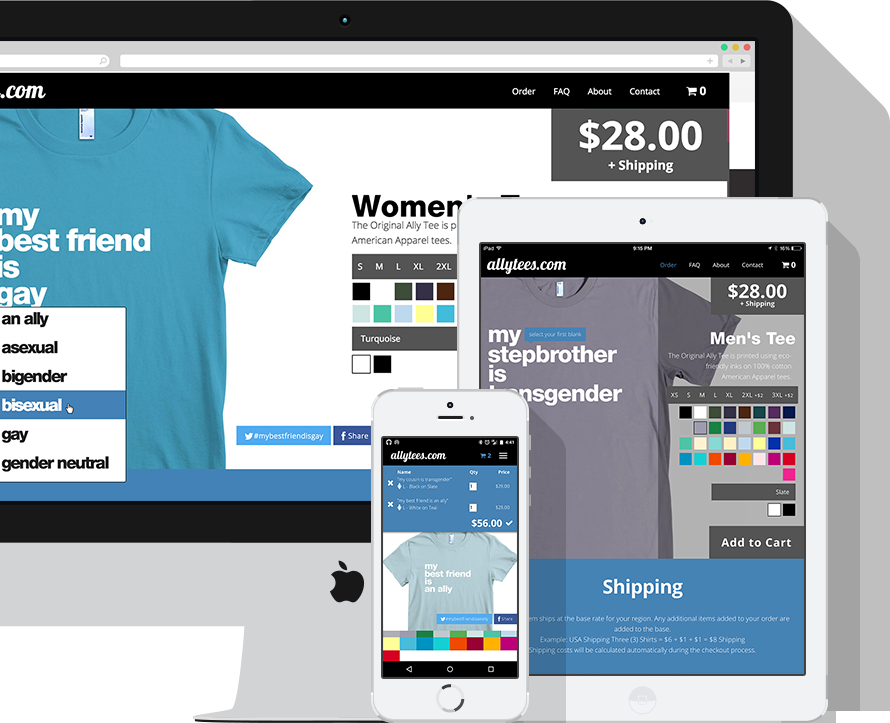 s.com
Order FAQ About Contact 0
$28.00
+ Shipping
my
best friend
is
gay
an ally
asexual
bigender
bisexual
gay
gender neutral
Women's T
The Original Ally Tee is p
American Apparel tees.
S M L XL 2XL
Turquoise
#mybestfriendisgay
Share
iPad 9:15 PM 16%
allytees.com
Order FAQ About Contact 0
$28.00
+ Shipping
my select your first blank
stepbrother
is
transgender
Men's Tee
The Original Ally Tee is printed using eco-
friendly inks on 100% cotton
American Apparel tees.
XS S M L XL 2XL +$2 3XL +$2
Slate
Add to Cart
Shipping
em ships at the base rate for your region. Any additional items added to your order are
added to the base.
Example: USA Shipping Three (3) Shirts = $6 + $1 + $1 = $8 Shipping
Shipping costs will be calculated automatically during the checkout process.
4:41
allytees.com 2
Name Qty Price
"my cousin is transgender"
L - Black on Slate 1 $28.00
"my best friend is an ally"
L - White on Teal 1 $28.00
$56.00
my
best friend
is
an ally
#mybestfriendisanally
Share